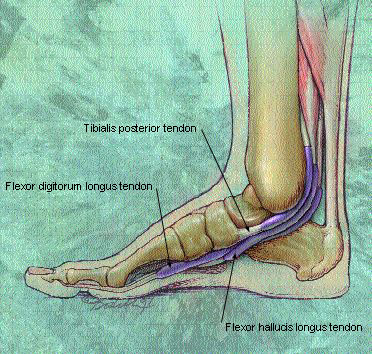 Tibialis posterior tendon
Flexor digitorum longus tendon
Flexor hallucis longus tendon